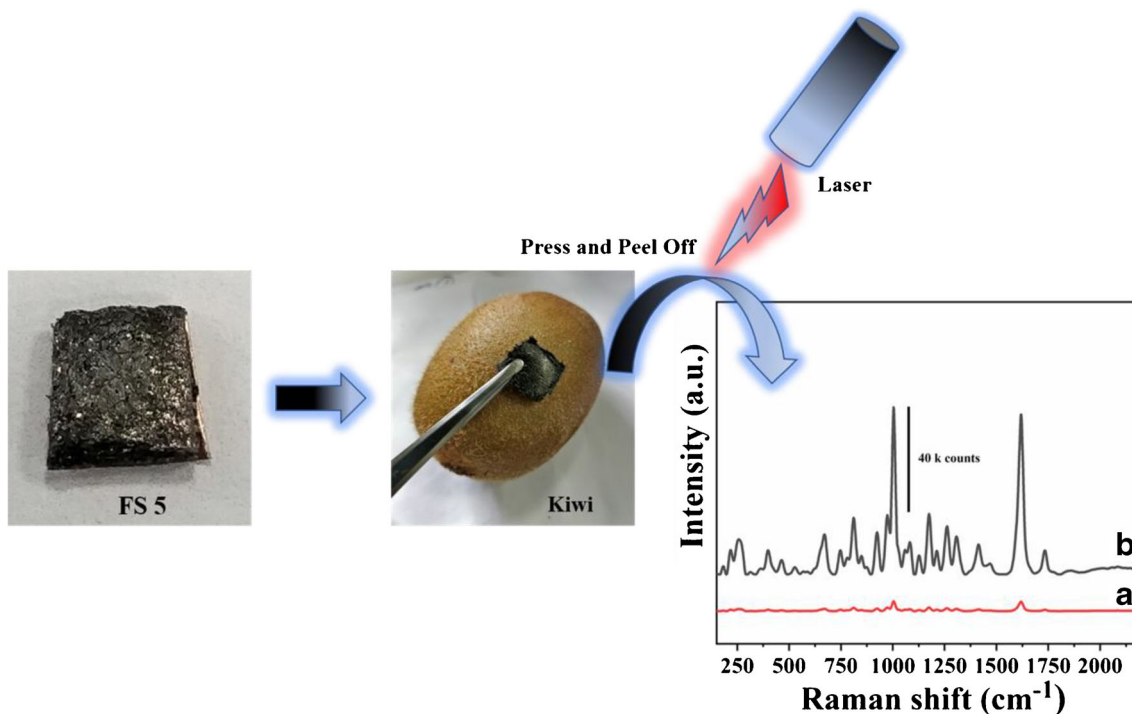 Laser
Press and Peel Off
FS 5
Kiwi
Intensity (a.u.)
40 k counts
b
a
250 500 750 1000 1250 1500 1750 2000
Raman shift (cm⁻¹)